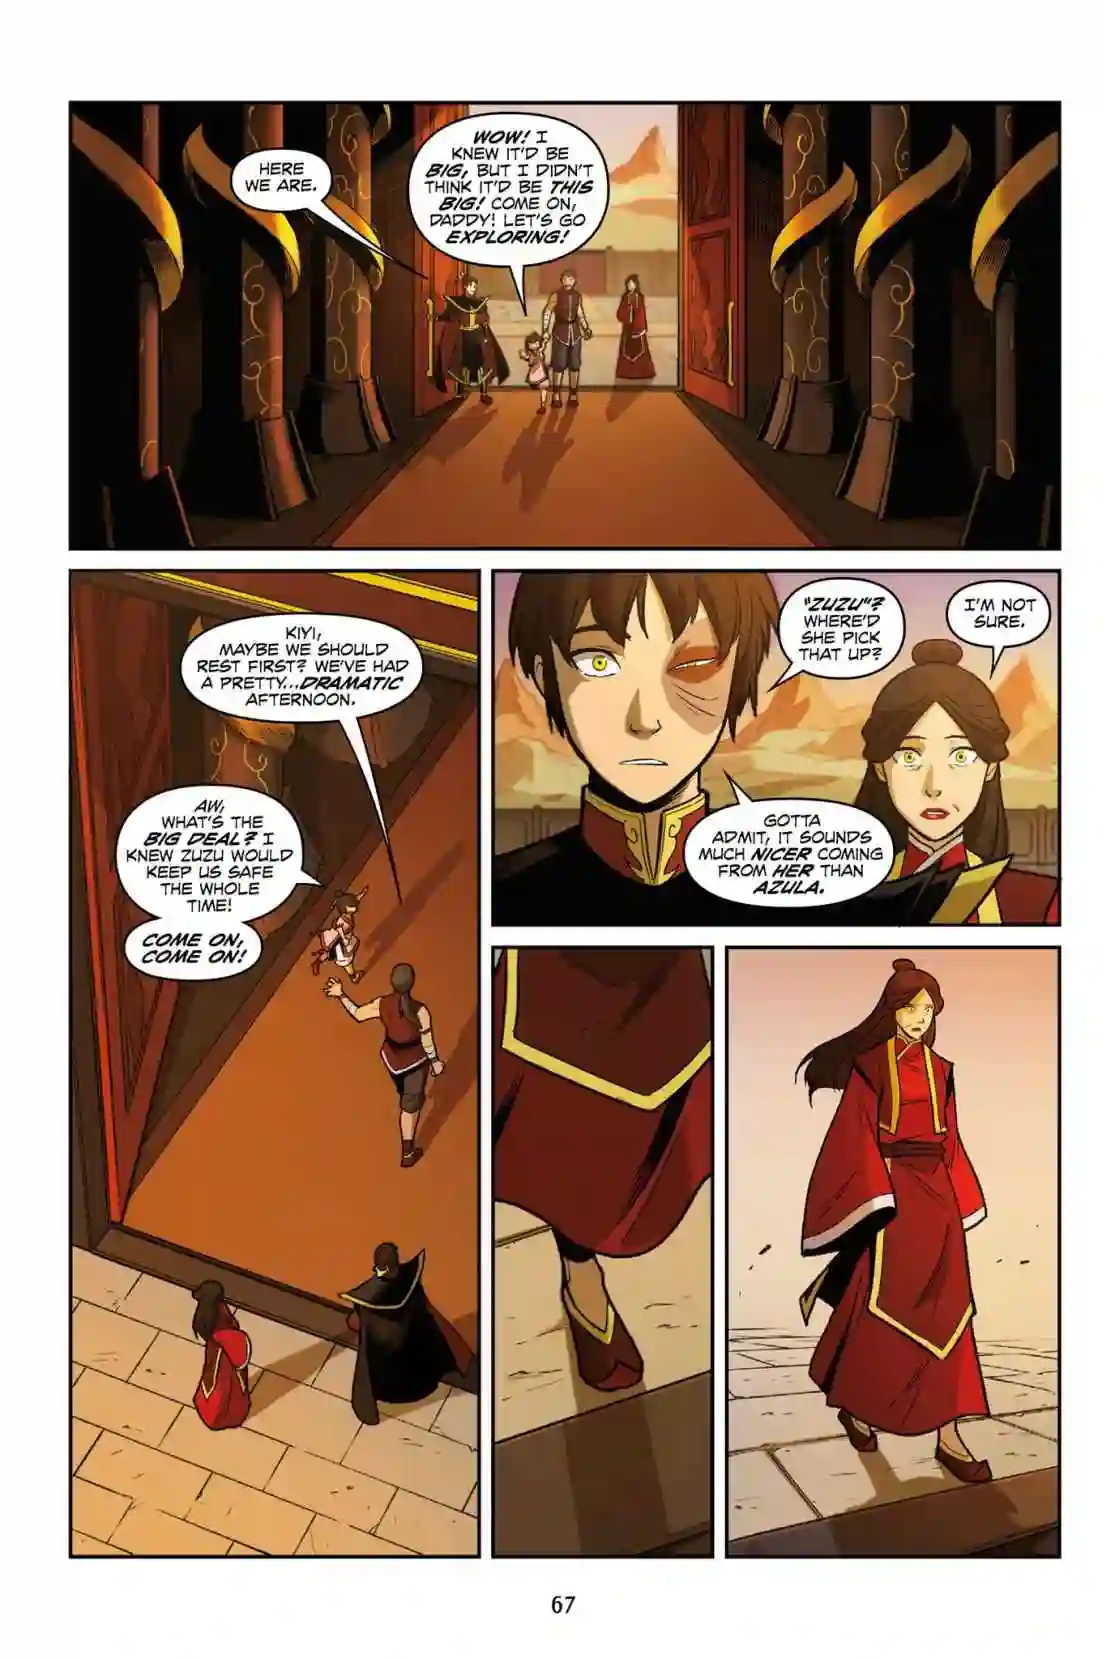 HERE
WE ARE.
WOW! I
KNEW IT'D BE
BIG, BUT I DIDN'T
THINK IT'D BE THIS
BIG! COME ON,
DADDY! LET'S GO
EXPLORING!
KIYI,
MAYBE WE SHOULD
REST FIRST? WE'VE HAD
A PRETTY...DRAMATIC
AFTERNOON.
AW,
WHAT'S THE
BIG DEAL? I
KNEW ZUZU WOULD
KEEP US SAFE
THE WHOLE
TIME!
COME ON,
COME ON!
"ZUZU"?
WHERE'D
SHE PICK
THAT UP?
I'M NOT
SURE.
GOTTA
ADMIT, IT SOUNDS
MUCH NICER COMING
FROM HER THAN
AZULA.
67